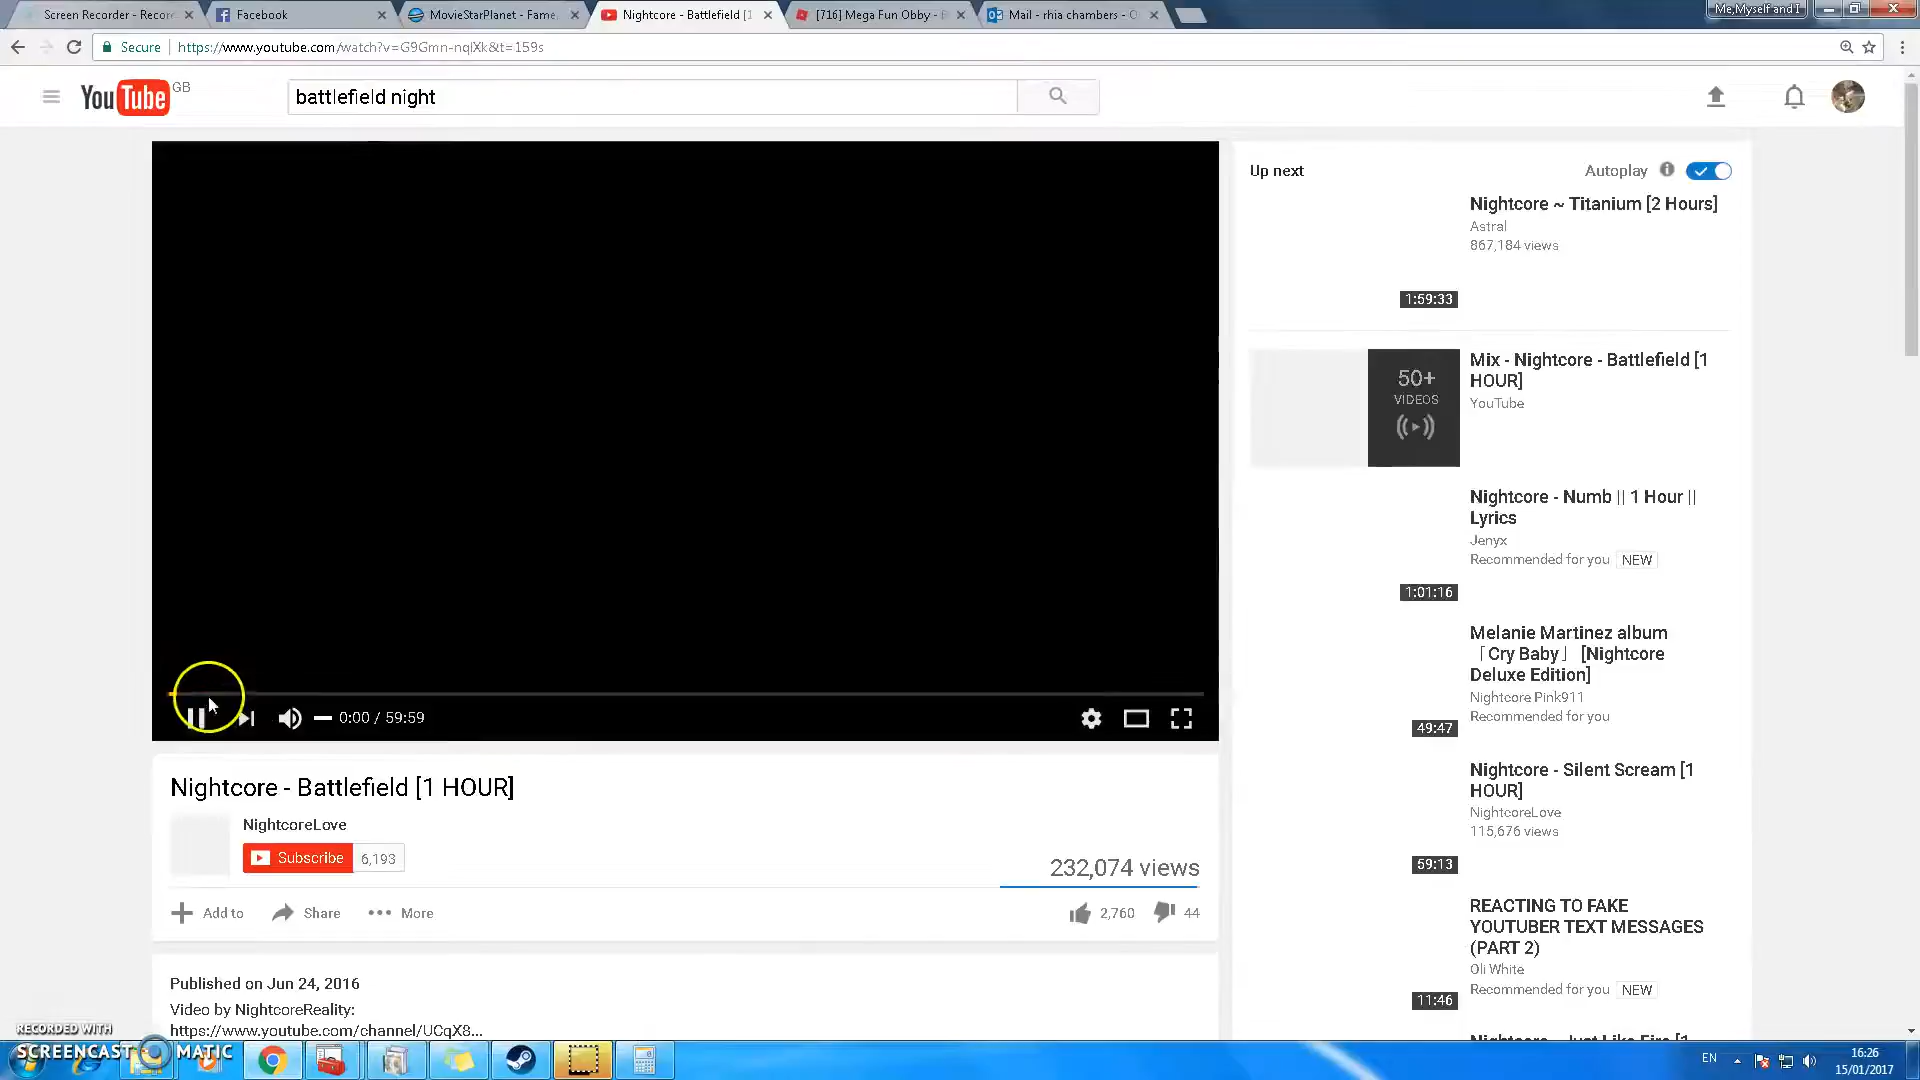 Screen Recorder - Recor
Facebook
MovieStarPlanet - Fame,
Nightcore - Battlefield [1
[716] Mega Fun Obby -
Mail - rhia chambers - O
Me,Myself and I
Secure
https://www.youtube.com/watch?v=G9Gmn-nqlXk&t=159s
YouTube GB
battlefield night
Up next
Autoplay
Nightcore ~ Titanium [2 Hours]
Astral
867,184 views
1:59:33
50+
VIDEOS
Mix - Nightcore - Battlefield [1
HOUR]
YouTube
Nightcore - Numb || 1 Hour ||
Lyrics
Jenyx
Recommended for you NEW
1:01:16
Melanie Martinez album
「Cry Baby」 [Nightcore
Deluxe Edition]
Nightcore Pink911
Recommended for you
49:47
Nightcore - Silent Scream [1
HOUR]
NightcoreLove
115,676 views
59:13
REACTING TO FAKE
YOUTUBER TEXT MESSAGES
(PART 2)
Oli White
Recommended for you NEW
11:46
Nightcore - Just Like Fire [1
0:00 / 59:59
Nightcore - Battlefield [1 HOUR]
NightcoreLove
Subscribe 6,193
232,074 views
Add to
Share
More
2,760
44
Published on Jun 24, 2016
Video by NightcoreReality:
https://www.youtube.com/channel/UCqX8...
RECORDED WITH
SCREENCAST MATIC
EN
16:26
15/01/2017